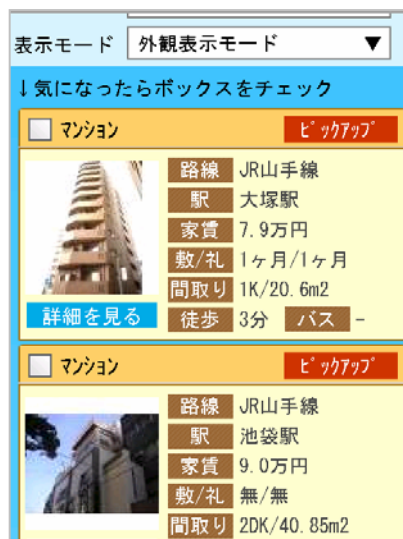 表示モード 外観表示モード ▼
↓気になったらボックスをチェック
マンション ピックアップ
路線 JR山手線
駅 大塚駅
家賃 7.9万円
敷/礼 1ヶ月/1ヶ月
間取り 1K/20.6m2
詳細を見る 徒歩 3分 バス -
マンション ピックアップ
路線 JR山手線
駅 池袋駅
家賃 9.0万円
敷/礼 無/無
間取り 2DK/40.85m2